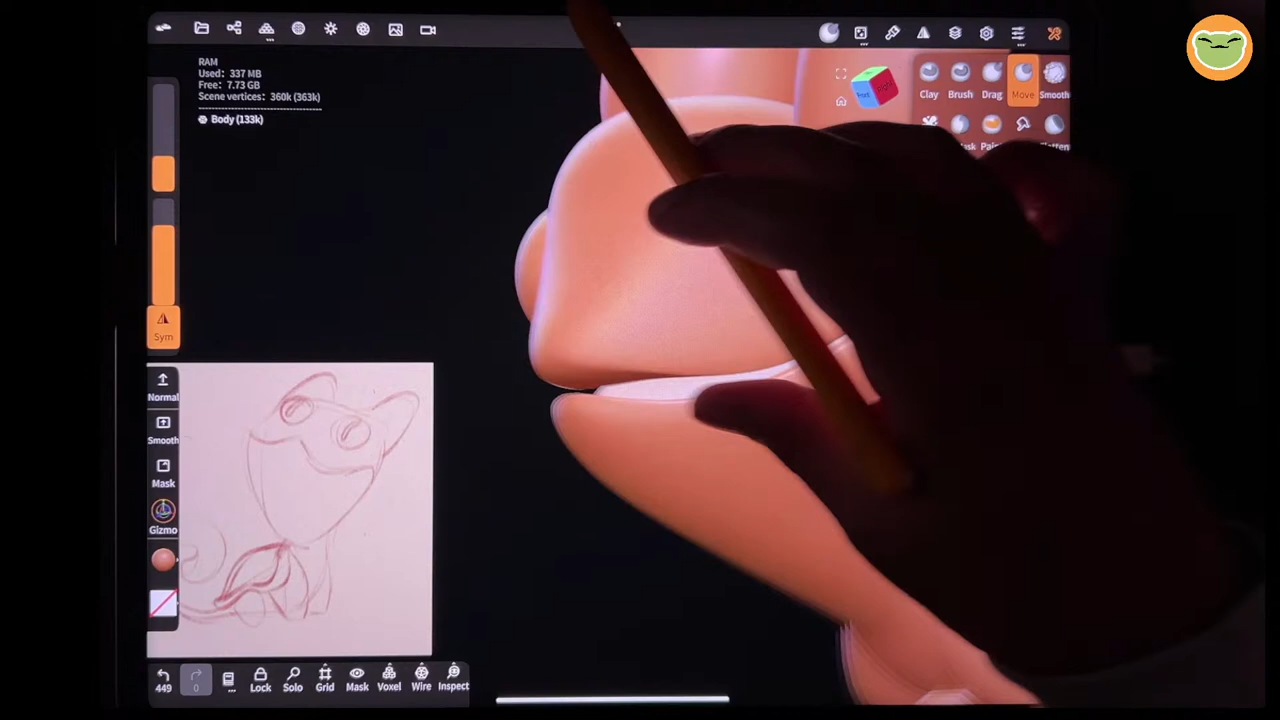 RAM
Used: 337 MB
Free: 7.73 GB
Scene vertices: 360k (363k)
Body (133k)
Front
Clay
Brush
Drag
Move
Smooth
Sym
Normal
Smooth
Mask
Gizmo
449
0
Lock
Solo
Grid
Mask
Voxel
Wire
Inspect